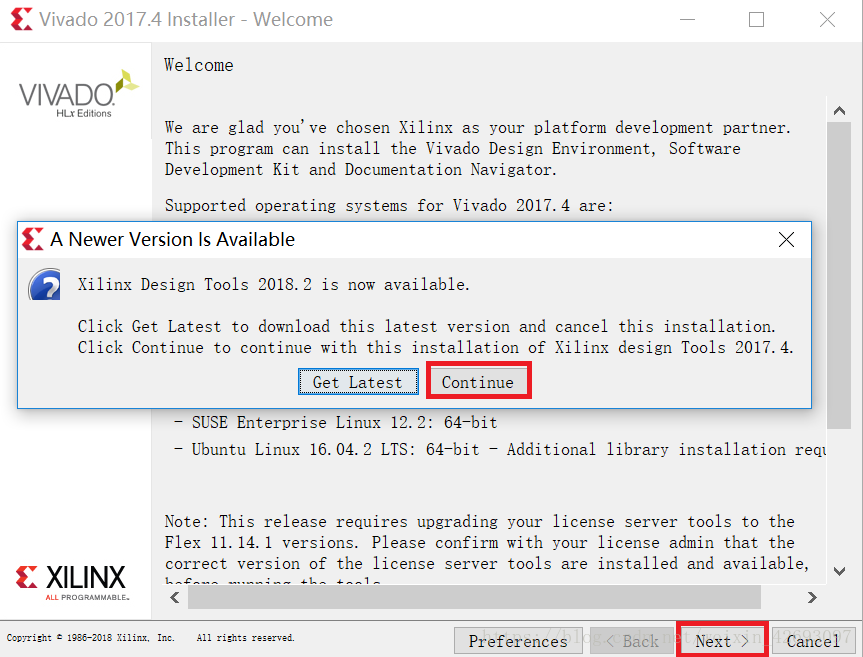 Vivado 2017.4 Installer - Welcome
VIVADO
HLx Editions
Welcome
We are glad you've chosen Xilinx as your platform development partner.
This program can install the Vivado Design Environment, Software
Development Kit and Documentation Navigator.
Supported operating systems for Vivado 2017.4 are:
A Newer Version Is Available
Xilinx Design Tools 2018.2 is now available.
Click Get Latest to download this latest version and cancel this installation.
Click Continue to continue with this installation of Xilinx design Tools 2017.4.
Get Latest
Continue
- SUSE Enterprise Linux 12.2: 64-bit
- Ubuntu Linux 16.04.2 LTS: 64-bit - Additional library installation requ
Note: This release requires upgrading your license server tools to the
Flex 11.14.1 versions. Please confirm with your license admin that the
correct version of the license server tools are installed and available,
before running the tools.
XILINX
ALL PROGRAMMABLE.
Copyright © 1986-2018 Xilinx, Inc. All rights reserved.
Preferences
< Back
Next >
Cancel